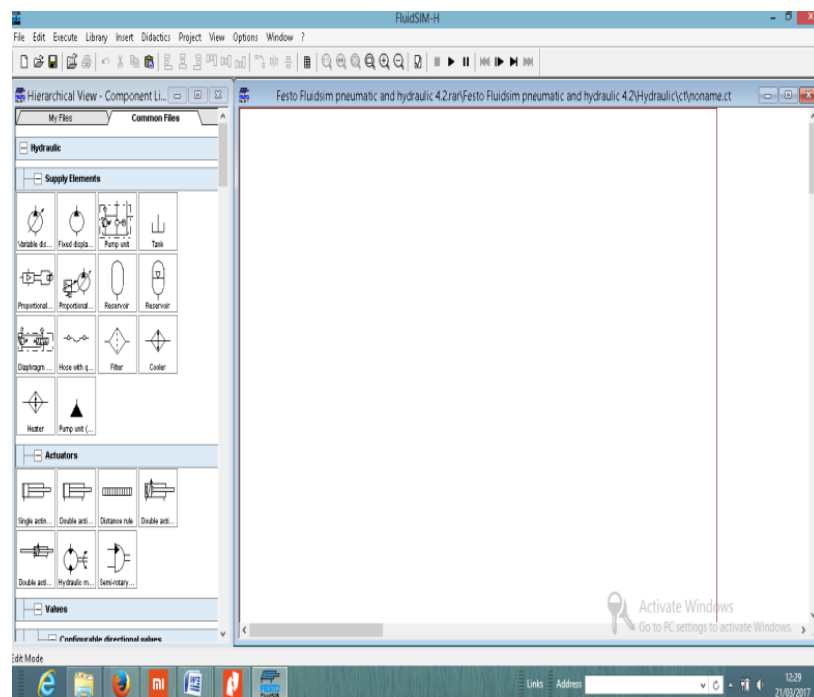 FluidSIM-H
File Edit Execute Library Insert Didactics Project View Options Window ?
Hierarchical View - Component Li...
Festo Fluidsim pneumatic and hydraulic 4.2.rar\Festo Fluidsim pneumatic and hydraulic 4.2\Hydraulic\ct\noname.ct
My Files Common Files
Hydraulic
Supply Elements
Variable dis... Fixed displa... Pump unit Tank
Proportional... Proportional... Reservoir Reservoir
Diaphragm ... Hose with q... Filter Cooler
Heater Pump unit (...
Actuators
Single actin... Double acti... Distance rule Double acti...
Double acti... Hydraulic m... Semi-rotary...
Valves
Configurable directional valves
Activate Windows
Go to PC settings to activate Windows.
Edit Mode
Links Address
12:29
21/03/2017